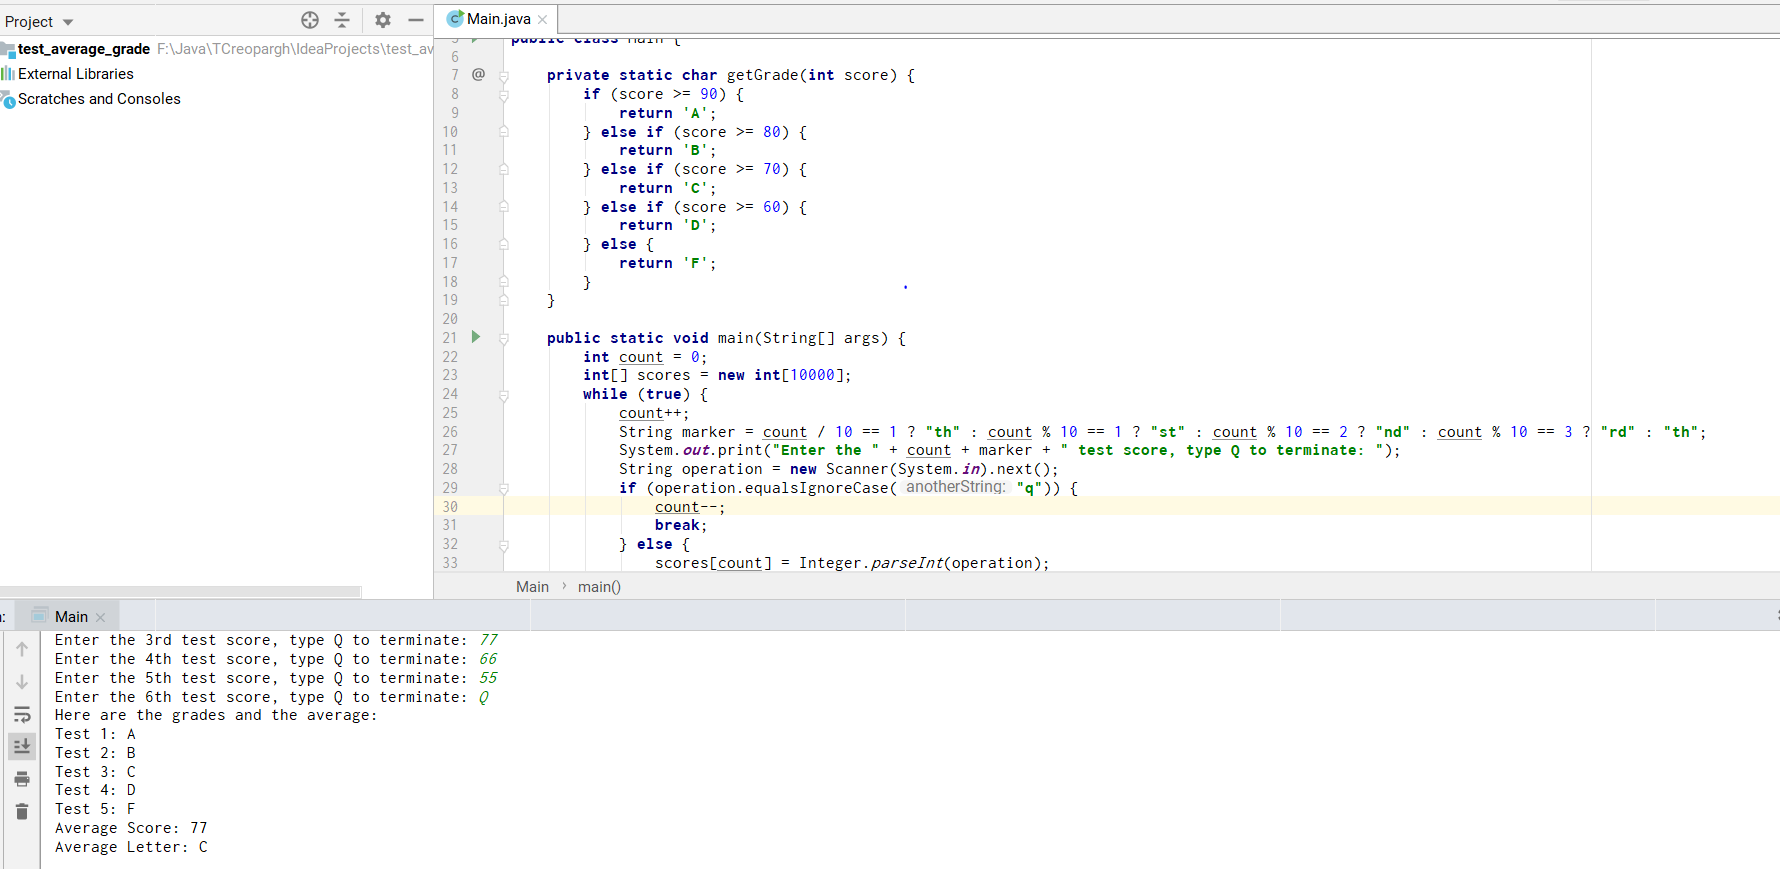 Project
Main.java
test_average_grade F:\Java\TCreopargh\IdeaProjects\test_av
External Libraries
Scratches and Consoles
5 public class Main {
6
7 @ private static char getGrade(int score) {
8 if (score >= 90) {
9 return 'A';
10 } else if (score >= 80) {
11 return 'B';
12 } else if (score >= 70) {
13 return 'C';
14 } else if (score >= 60) {
15 return 'D';
16 } else {
17 return 'F';
18 }
19 }
20
21 public static void main(String[] args) {
22 int count = 0;
23 int[] scores = new int[10000];
24 while (true) {
25 count++;
26 String marker = count / 10 == 1 ? "th" : count % 10 == 1 ? "st" : count % 10 == 2 ? "nd" : count % 10 == 3 ? "rd" : "th";
27 System.out.print("Enter the " + count + marker + " test score, type Q to terminate: ");
28 String operation = new Scanner(System.in).next();
29 if (operation.equalsIgnoreCase( anotherString: "q")) {
30 count--;
31 break;
32 } else {
33 scores[count] = Integer.parseInt(operation);
Main › main()
: Main
Enter the 3rd test score, type Q to terminate: 77
Enter the 4th test score, type Q to terminate: 66
Enter the 5th test score, type Q to terminate: 55
Enter the 6th test score, type Q to terminate: Q
Here are the grades and the average:
Test 1: A
Test 2: B
Test 3: C
Test 4: D
Test 5: F
Average Score: 77
Average Letter: C